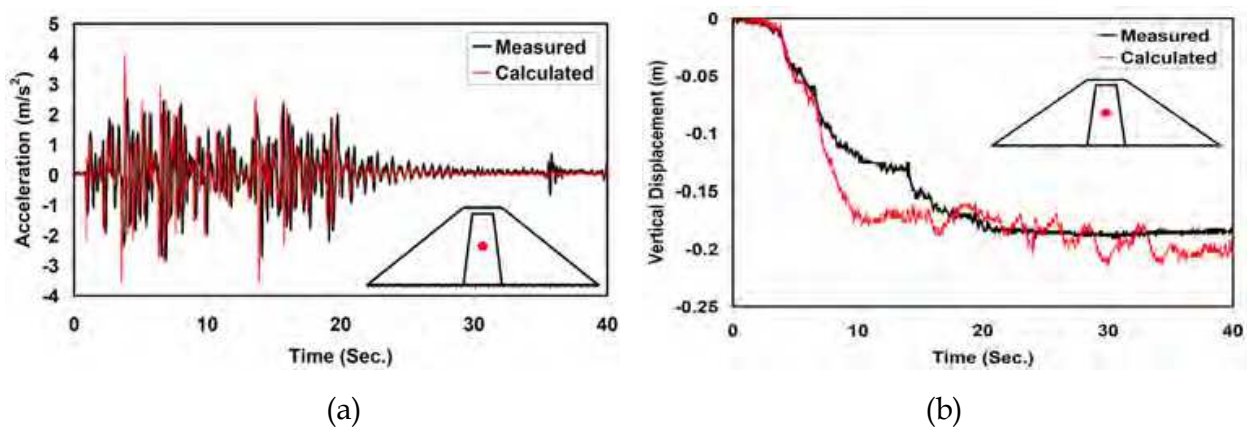 5
4
3
2
1
0
-1
-2
-3
-4
Acceleration (m/s²)
Measured
Calculated
0 10 20 30 40
Time (Sec.)
(a)
0
-0.05
-0.1
-0.15
-0.2
-0.25
Vertical Displacement (m)
Measured
Calculated
0 10 20 30 40
Time (Sec.)
(b)